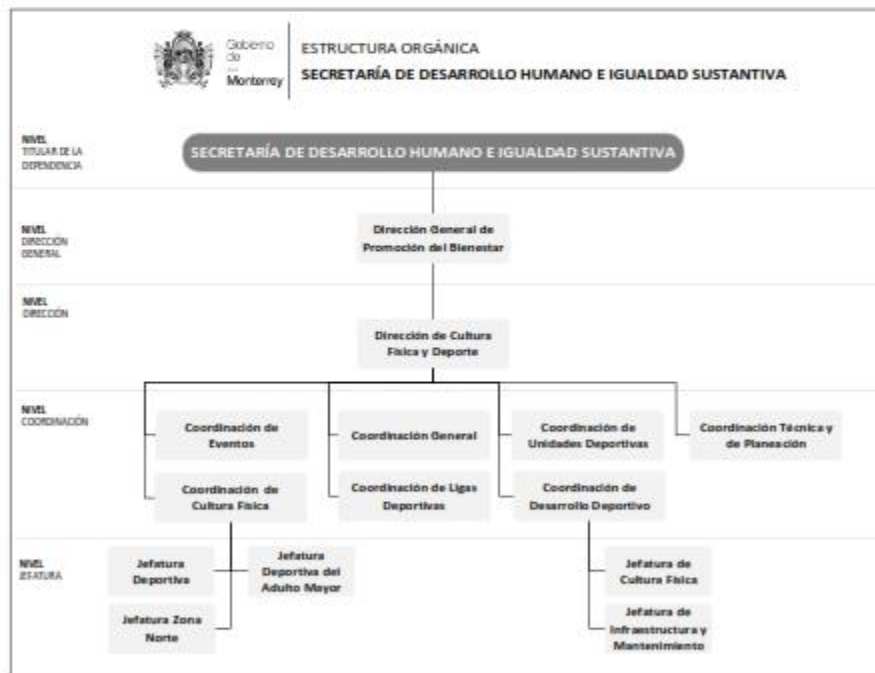 Gobierno
de
Monterrey
ESTRUCTURA ORGÁNICA
SECRETARÍA DE DESARROLLO HUMANO E IGUALDAD SUSTANTIVA
NIVEL
TITULAR DE LA
DEPENDENCIA
SECRETARÍA DE DESARROLLO HUMANO E IGUALDAD SUSTANTIVA
NIVEL
DIRECCIÓN
GENERAL
Dirección General de
Promoción del Bienestar
NIVEL
DIRECCIÓN
Dirección de Cultura
Física y Deporte
NIVEL
COORDINACIÓN
Coordinación de
Eventos
Coordinación General
Coordinación de
Unidades Deportivas
Coordinación Técnica y
de Planeación
Coordinación de
Cultura Física
Coordinación de Ligas
Deportivas
Coordinación de
Desarrollo Deportivo
NIVEL
JEFATURA
Jefatura
Deportiva
Jefatura
Deportiva del
Adulto Mayor
Jefatura de
Cultura Física
Jefatura Zona
Norte
Jefatura de
Infraestructura y
Mantenimiento